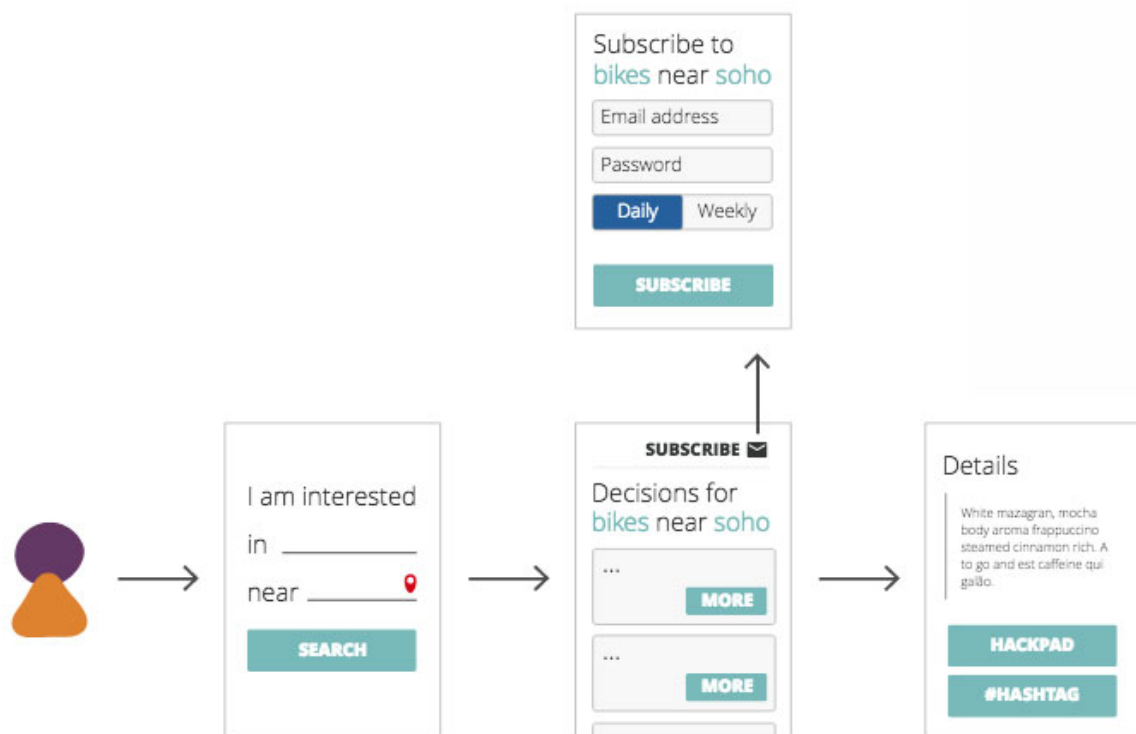 Subscribe to
bikes near soho
Email address
Password
Daily Weekly
SUBSCRIBE
I am interested
in
near
SEARCH
SUBSCRIBE
Decisions for
bikes near soho
...
MORE
...
MORE
Details
White mazagran, mocha
body aroma frappuccino
steamed cinnamon rich. A
to go and est caffeine qui
galão.
HACKPAD
#HASHTAG